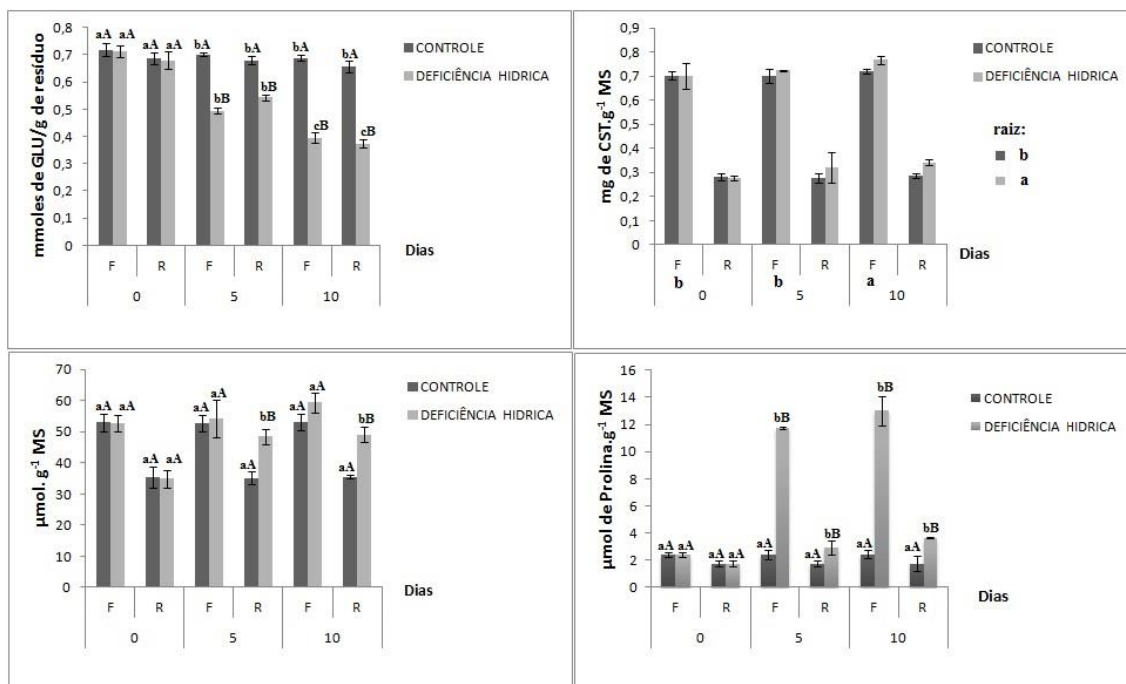 mmoles de GLU/g de resíduo
0,8
0,7
0,6
0,5
0,4
0,3
0,2
0,1
0
aA aA
aA aA
bA
bB
bA
bB
bA
cB
bA
cB
CONTROLE
DEFICIÊNCIA HIDRICA
F R F R F R
0 5 10
Dias
mg de CST.g-1 MS
0,9
0,8
0,7
0,6
0,5
0,4
0,3
0,2
0,1
0
CONTROLE
DEFICIÊNCIA HIDRICA
raiz:
b
a
F R F R F R
b b a
0 5 10
Dias
µmol. g-1 MS
70
60
50
40
30
20
10
0
aA aA
aA aA
aA aA
aA
bB
aA
aA
aA
bB
CONTROLE
DEFICIÊNCIA HIDRICA
F R F R F R
0 5 10
Dias
µmol de Prolina.g-1 MS
16
14
12
10
8
6
4
2
0
aA aA
aA aA
aA
bB
aA
bB
aA
bB
aA
bB
CONTROLE
DEFICIÊNCIA HIDRICA
F R F R F R
0 5 10
Dias